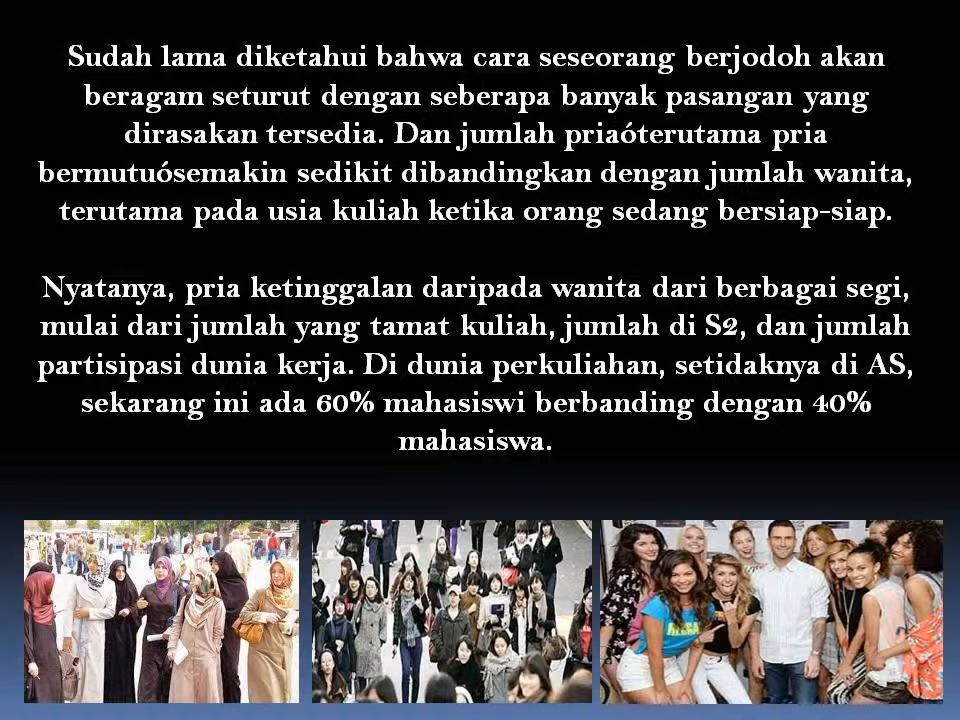 Sudah lama diketahui bahwa cara seseorang berjodoh akan
beragam seturut dengan seberapa banyak pasangan yang
dirasakan tersedia. Dan jumlah priaóterutama pria
bermutuósemakin sedikit dibandingkan dengan jumlah wanita,
terutama pada usia kuliah ketika orang sedang bersiap-siap.
Nyatanya, pria ketinggalan daripada wanita dari berbagai segi,
mulai dari jumlah yang tamat kuliah, jumlah di S2, dan jumlah
partisipasi dunia kerja. Di dunia perkuliahan, setidaknya di AS,
sekarang ini ada 60% mahasiswi berbanding dengan 40%
mahasiswa.